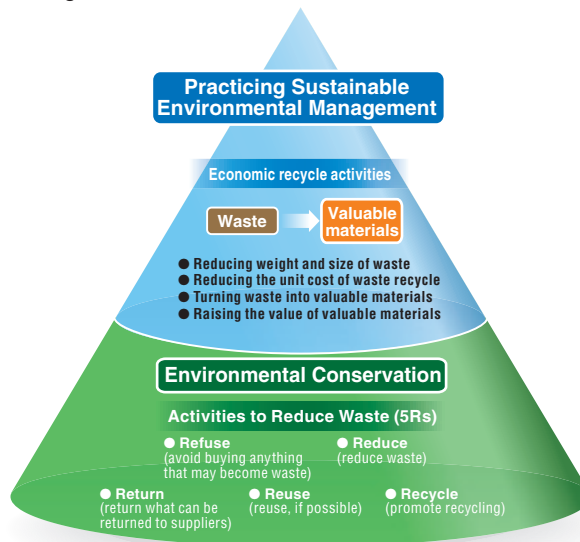 Practicing Sustainable
Environmental Management
Economic recycle activities
Waste
Valuable
materials
● Reducing weight and size of waste
● Reducing the unit cost of waste recycle
● Turning waste into valuable materials
● Raising the value of valuable materials
Environmental Conservation
Activities to Reduce Waste (5Rs)
● Refuse
(avoid buying anything
that may become waste)
● Reduce
(reduce waste)
● Return
(return what can be
returned to suppliers)
● Reuse
(reuse, if possible)
● Recycle
(promote recycling)